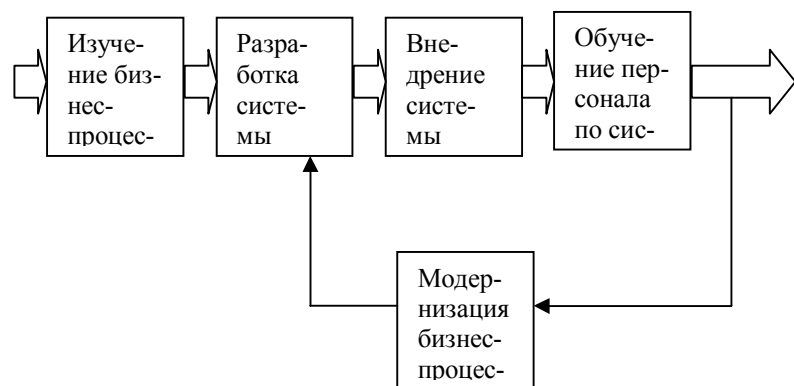 Изуче-
ние биз-
нес-
процес-
Разра-
ботка
систе-
мы
Вне-
дрение
систе-
мы
Обуче-
ние пер-
сонала
по сис-
Модер-
низация
бизнес-
процес-